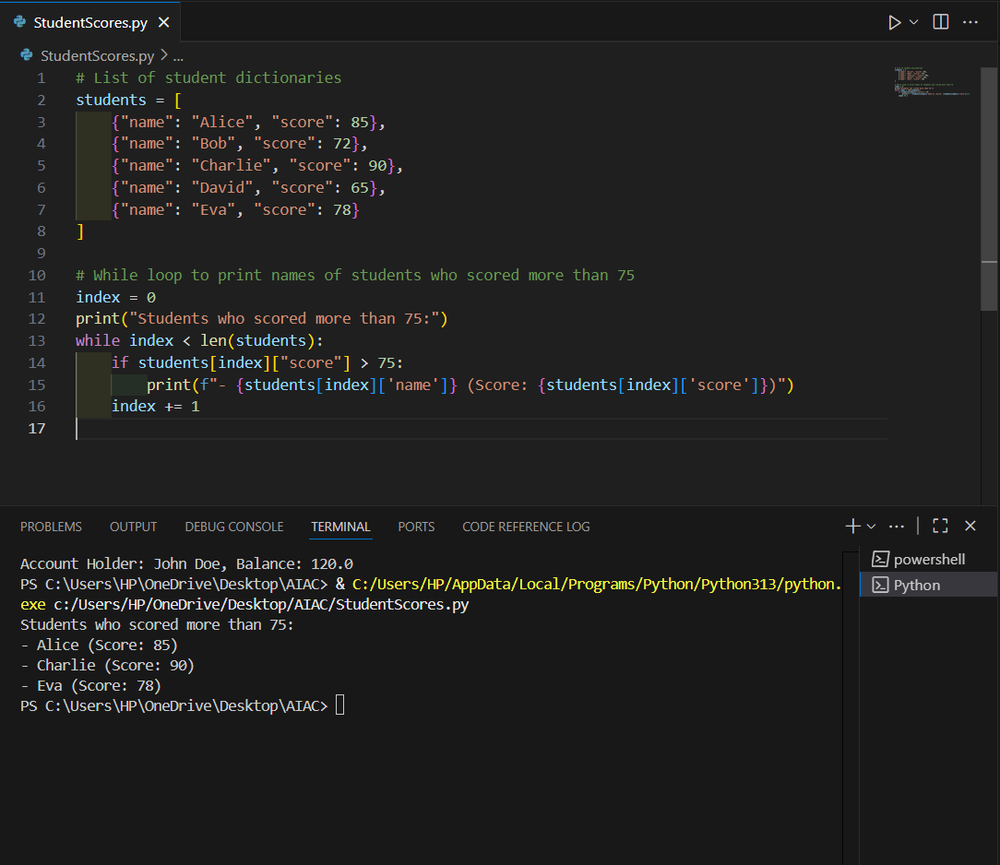 StudentScores.py
StudentScores.py > ...
1 # List of student dictionaries
2 students = [
3     {"name": "Alice", "score": 85},
4     {"name": "Bob", "score": 72},
5     {"name": "Charlie", "score": 90},
6     {"name": "David", "score": 65},
7     {"name": "Eva", "score": 78}
8 ]
9
10 # While loop to print names of students who scored more than 75
11 index = 0
12 print("Students who scored more than 75:")
13 while index < len(students):
14     if students[index]["score"] > 75:
15         print(f"- {students[index]['name']} (Score: {students[index]['score']})")
16     index += 1
17
PROBLEMS OUTPUT DEBUG CONSOLE TERMINAL PORTS CODE REFERENCE LOG
Account Holder: John Doe, Balance: 120.0
PS C:\Users\HP\OneDrive\Desktop\AIAC> & C:/Users/HP/AppData/Local/Programs/Python/Python313/python.
exe c:/Users/HP/OneDrive/Desktop/AIAC/StudentScores.py
Students who scored more than 75:
- Alice (Score: 85)
- Charlie (Score: 90)
- Eva (Score: 78)
PS C:\Users\HP\OneDrive\Desktop\AIAC>
powershell
Python